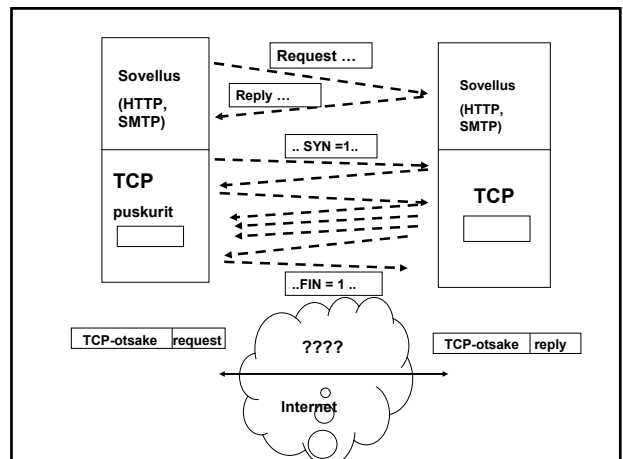 Request …
Sovellus
(HTTP,
SMTP)
Reply …
Sovellus
(HTTP,
SMTP)
.. SYN =1..
TCP
puskurit
TCP
..FIN = 1 ..
TCP-otsake request
????
TCP-otsake reply
Internet